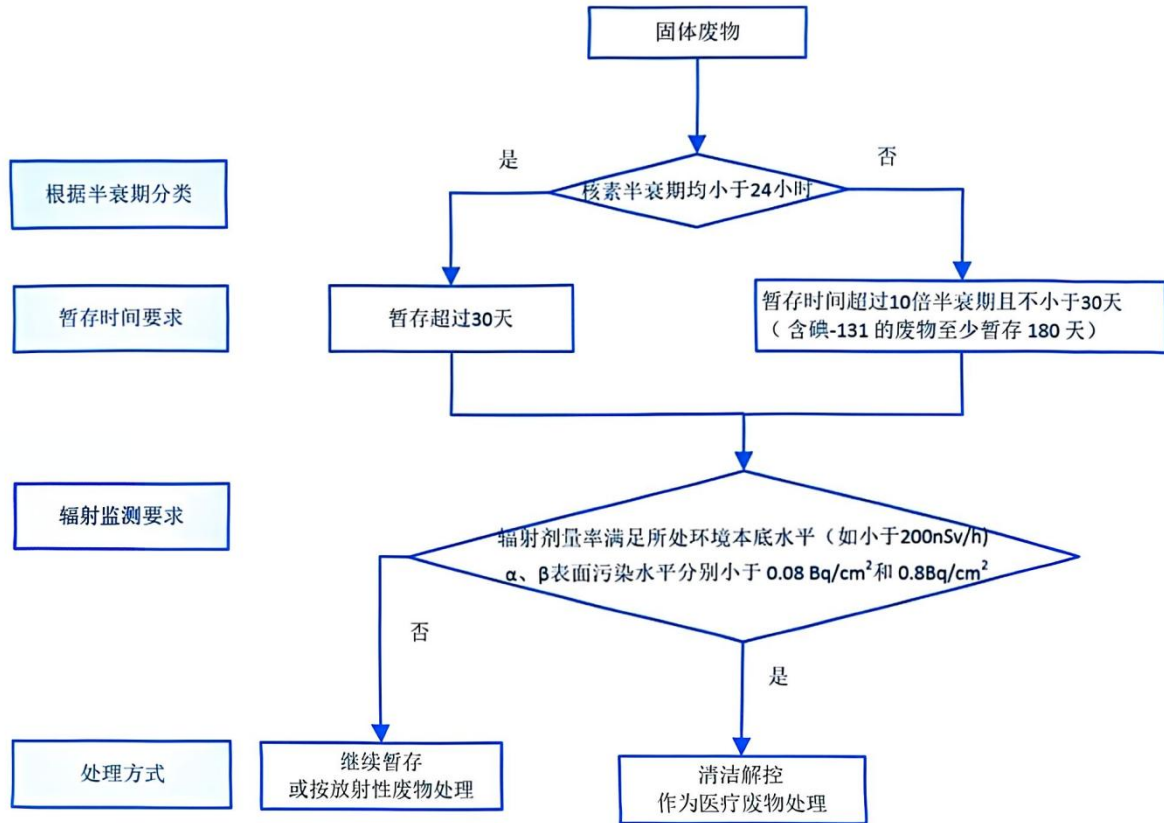 固体废物
是
否
根据半衰期分类
核素半衰期均小于24小时
暂存时间要求
暂存超过30天
暂存时间超过10倍半衰期且不小于30天
（ 含碘-131 的废物至少暂存 180 天）
辐射监测要求
辐射剂量率满足所处环境本底水平（如小于200nSv/h)
α、β表面污染水平分别小于 0.08 Bq/cm²和 0.8Bq/cm²
否
是
处理方式
继续暂存
或按放射性废物处理
清洁解控
作为医疗废物处理